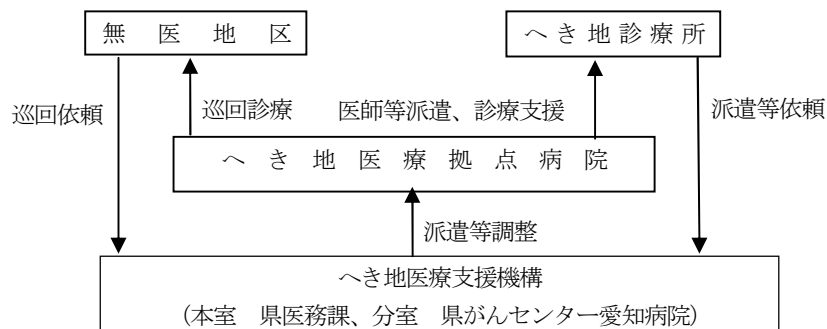 無医地区
へき地診療所
巡回依頼
巡回診療
医師等派遣、診療支援
派遣等依頼
へき地医療拠点病院
派遣等調整
へき地医療支援機構
(本室 県医務課、分室 県がんセンター愛知病院)